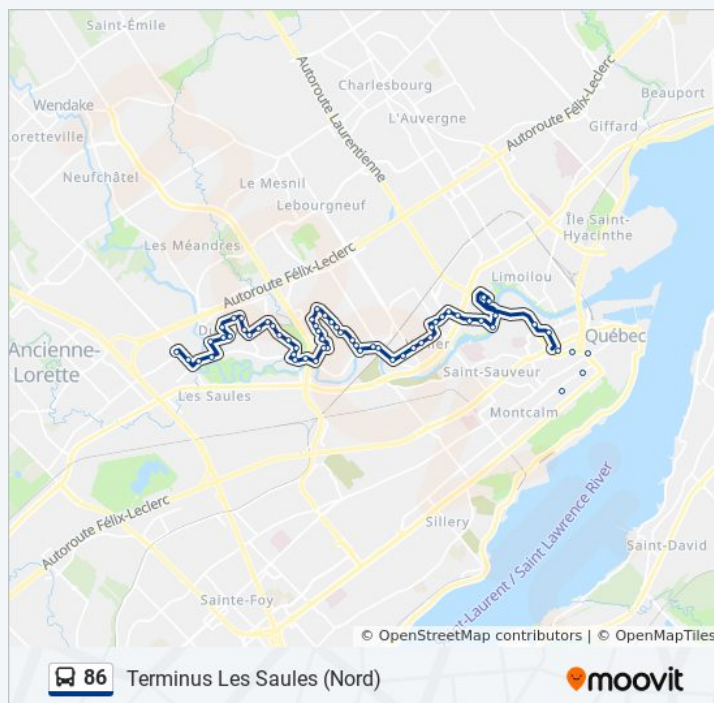 Saint-Émile
Charlesbourg
Beauport
Wendake
L'Auvergne
Autoroute Félix-Leclerc
Giffard
Loretteville
Autoroute Laurentienne
Neufchâtel
Le Mesnil
Lebourgneuf
Île Saint-
Hyacinthe
Les Méandres
Autoroute Félix-Leclerc
Limoilou
Ancienne-
Lorette
Québec
Les Saules
Saint-Sauveur
Montcalm
Autoroute Félix-Leclerc
Sillery
nt-Laurent / Saint Lawrence River
Saint-David
Sainte-Foy
© OpenStreetMap contributors | © OpenMapTiles
86 Terminus Les Saules (Nord)
moovit